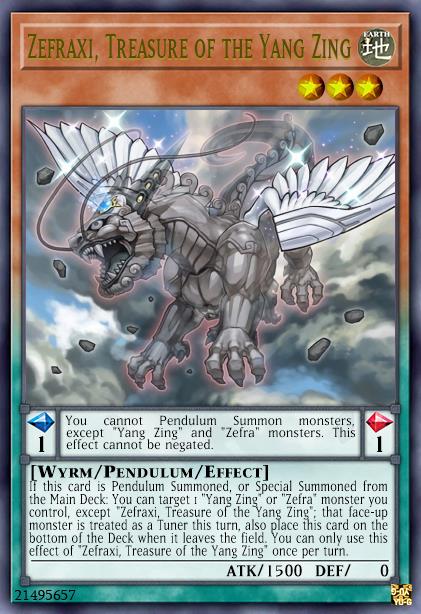 Zefraxi, Treasure of the Yang Zing
EARTH
地
1
You cannot Pendulum Summon monsters,
except "Yang Zing" and "Zefra" monsters. This
effect cannot be negated.
1
[Wyrm/Pendulum/Effect]
If this card is Pendulum Summoned, or Special Summoned from
the Main Deck: You can target 1 "Yang Zing" or "Zefra" monster you
control, except "Zefraxi, Treasure of the Yang Zing"; that face-up
monster is treated as a Tuner this turn, also place this card on the
bottom of the Deck when it leaves the field. You can only use this
effect of "Zefraxi, Treasure of the Yang Zing" once per turn.
ATK/1500 DEF/ 0
21495657